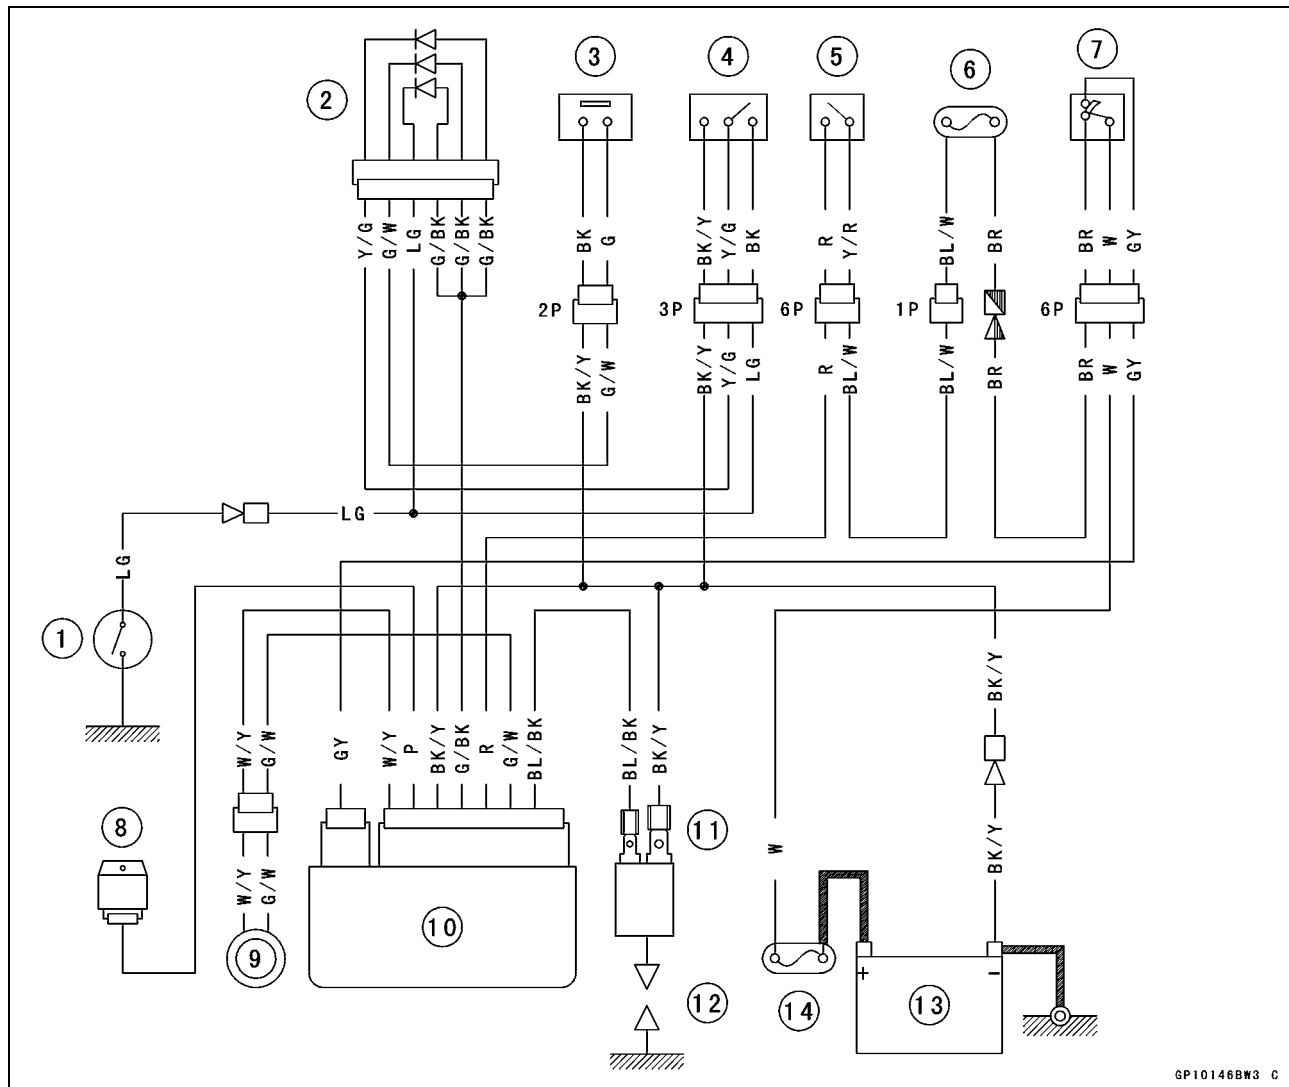 3
4
5
6
7
2
Y/G
G/W
LG
G/BK
G/BK
G/BK
BK
G
BK/Y
Y/G
BK
R
Y/R
BL/W
BR
BR
W
GY
2P
3P
6P
1P
6P
BK/Y
G/W
BK/Y
Y/G
LG
R
BL/W
BL/W
BR
BR
W
GY
LG
LG
1
W/Y
G/W
GY
W/Y
P
BK/Y
G/BK
R
G/W
BL/BK
BL/BK
BK/Y
BK/Y
8
11
W
BK/Y
W/Y
G/W
10
9
+
−
12
14
13
GP10146BW3 C